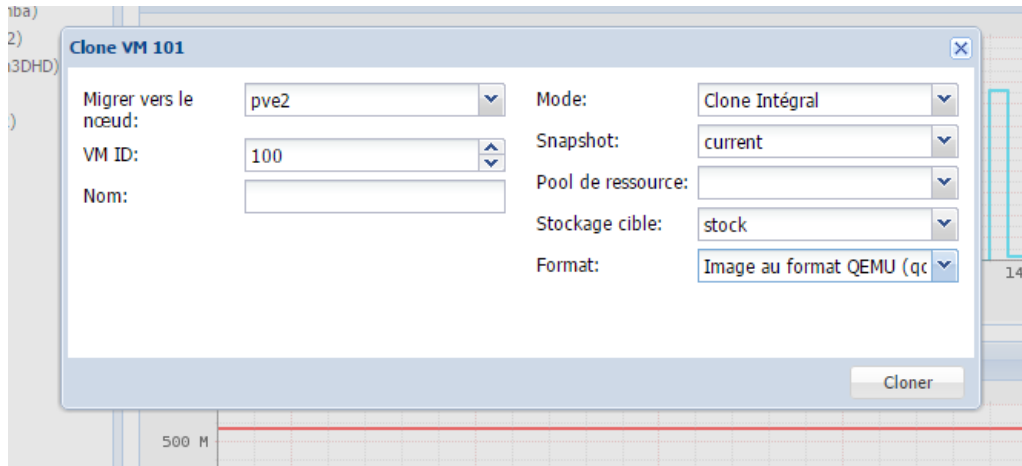 nba)
2)
3DHD)
Clone VM 101
Migrer vers le
nœud:
pve2
VM ID:
100
Nom:
Mode:
Clone Intégral
Snapshot:
current
Pool de ressource:
Stockage cible:
stock
Format:
Image au format QEMU (qc
Cloner
14
500 M